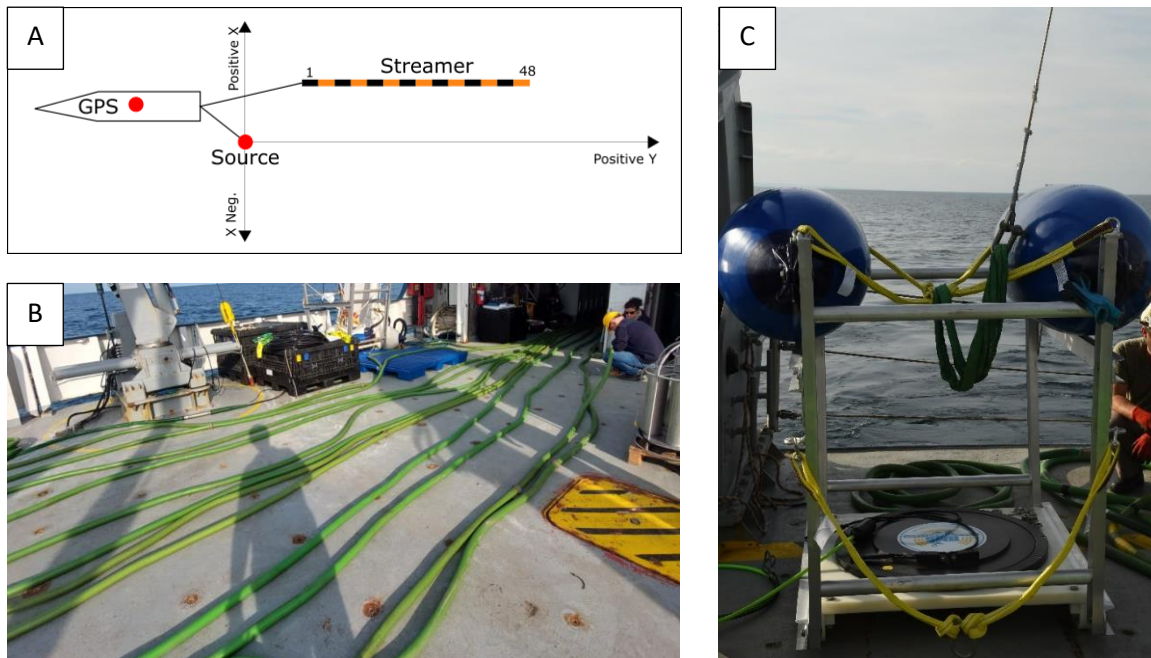 A
Positive X
GPS
1
Streamer
48
Source
Positive Y
X Neg.
B
C